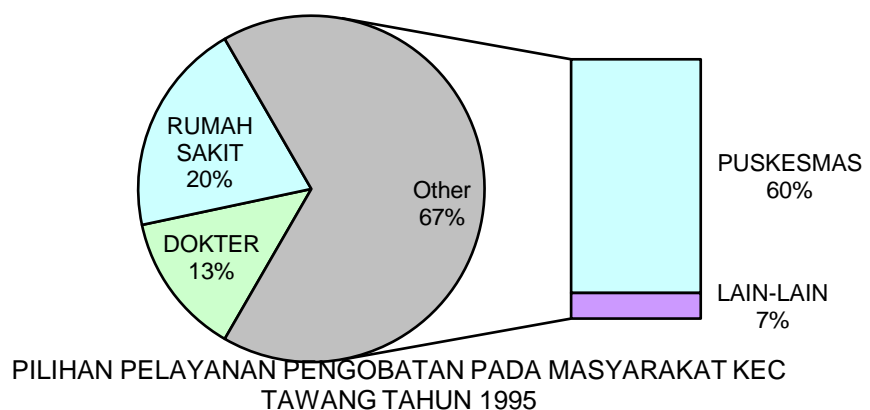 RUMAH
SAKIT
20%
DOKTER
13%
Other
67%
PUSKESMAS
60%
LAIN-LAIN
7%
PILIHAN PELAYANAN PENGOBATAN PADA MASYARAKAT KEC
TAWANG TAHUN 1995